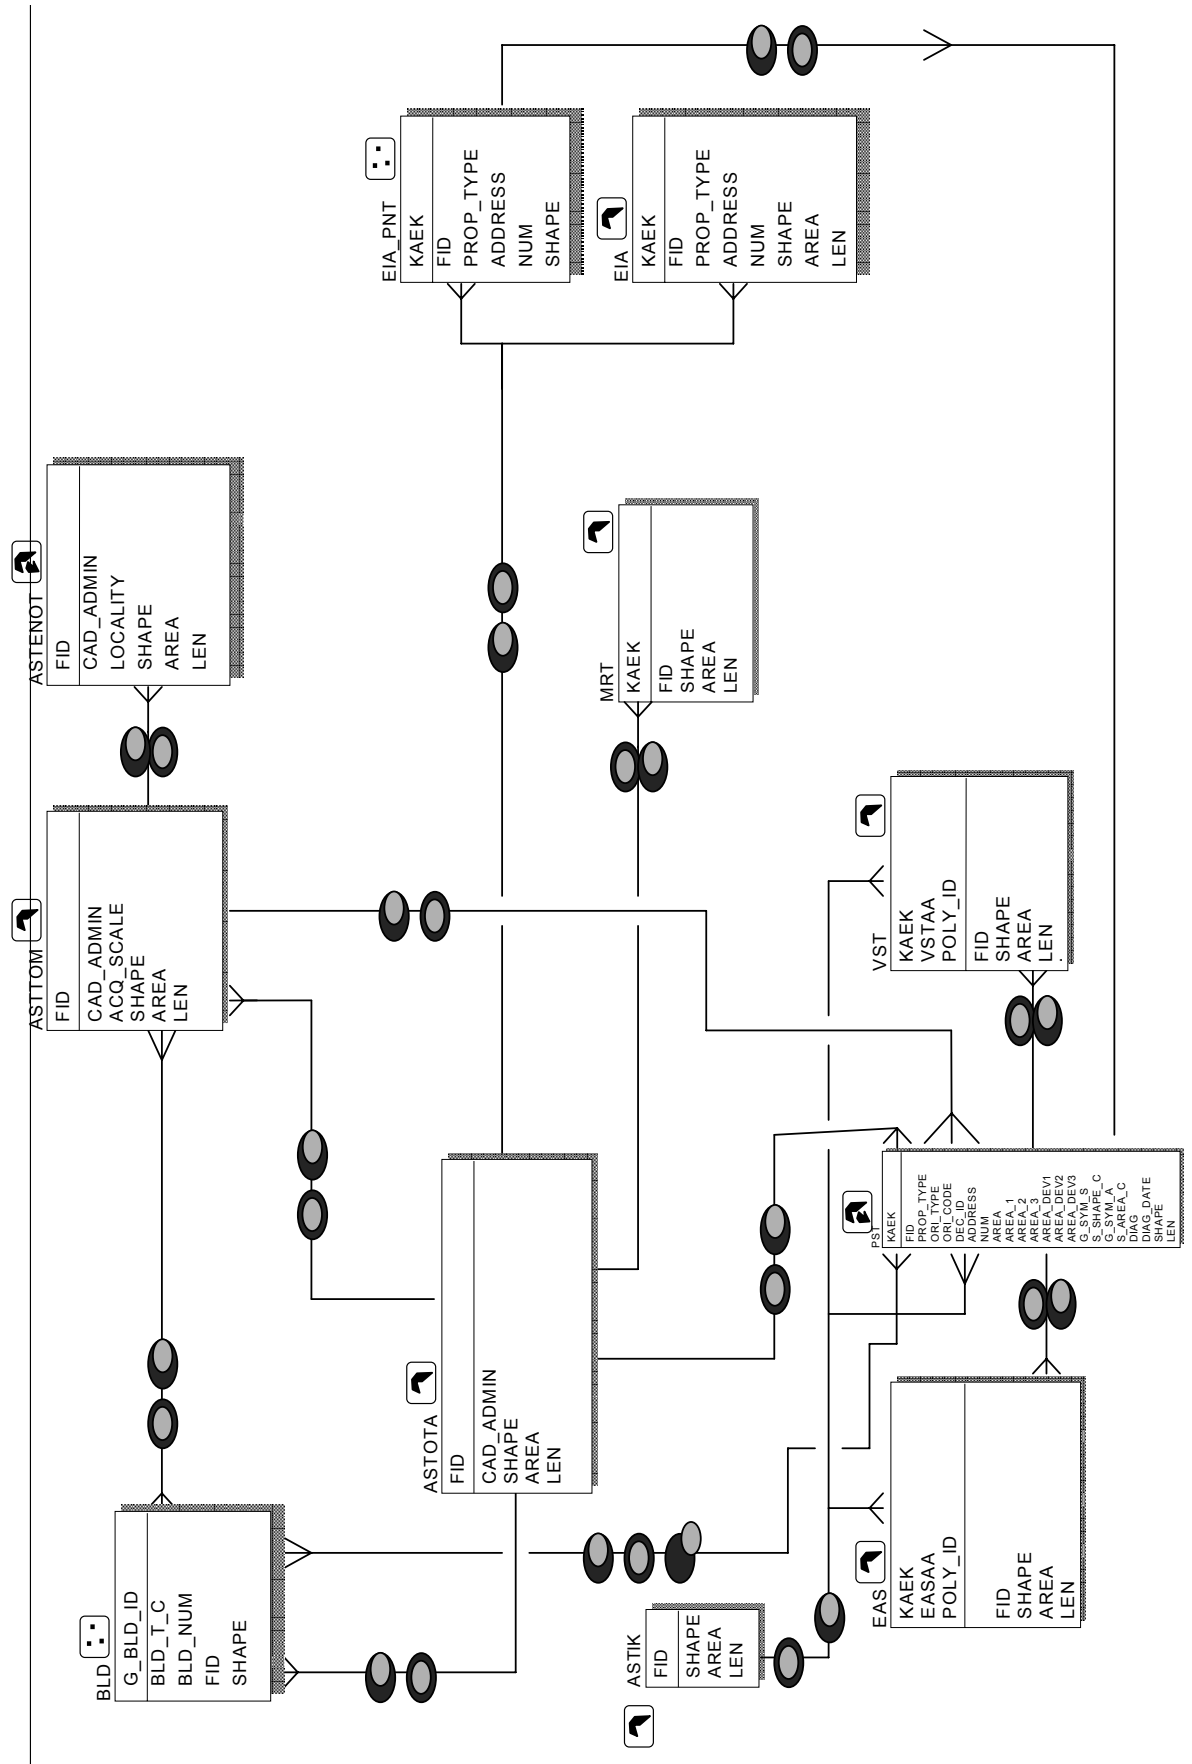 BLD
G_BLD_ID
BLD_T_C
BLD_NUM
FID
SHAPE
ASTTOM
FID
CAD_ADMIN
ACQ_SCALE
SHAPE
AREA
LEN
ASTENOT
FID
CAD_ADMIN
LOCALITY
SHAPE
AREA
LEN
ASTOTA
FID
CAD_ADMIN
SHAPE
AREA
LEN
EIA_PNT
KAEK
FID
PROP_TYPE
ADDRESS
NUM
SHAPE
EIA
KAEK
FID
PROP_TYPE
ADDRESS
NUM
SHAPE
AREA
LEN
MRT
KAEK
FID
SHAPE
AREA
LEN
ASTIK
FID
SHAPE
AREA
LEN
EAS
KAEK
EASAA
POLY_ID
FID
SHAPE
AREA
LEN
PST
KAEK
FID
PROP_TYPE
ORI_TYPE
ORI_CODE
DEC_ID
ADDRESS
NUM
AREA
AREA_1
AREA_2
AREA_3
AREA_DEV1
AREA_DEV2
AREA_DEV3
G_SYM_S
S_SHAPE_C
G_SYM_A
S_AREA_C
DIAG
DIAG_DATE
SHAPE
LEN
VST
KAEK
VSTAA
POLY_ID
FID
SHAPE
AREA
LEN
.